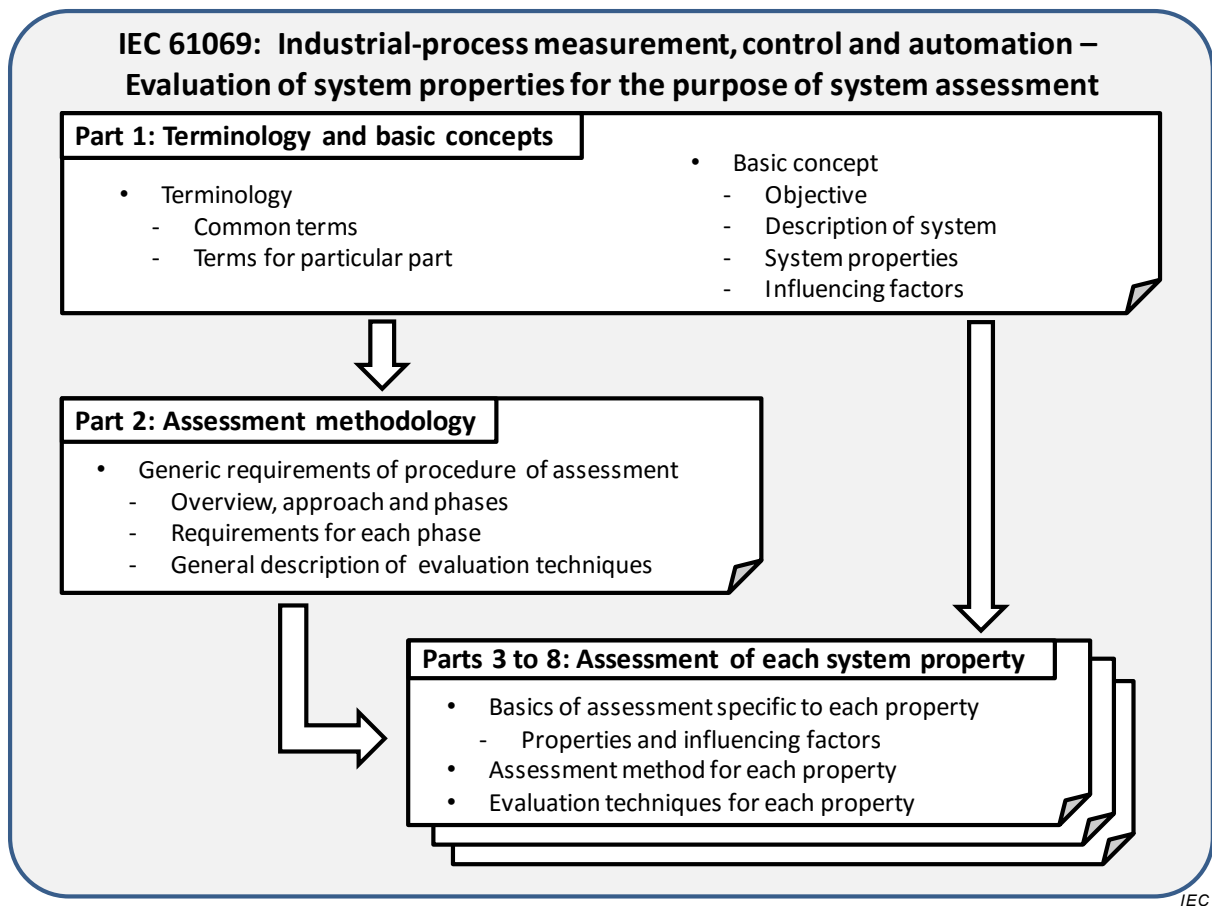 IEC 61069: Industrial-process measurement, control and automation –
Evaluation of system properties for the purpose of system assessment
Part 1: Terminology and basic concepts
• Terminology
- Common terms
- Terms for particular part
• Basic concept
- Objective
- Description of system
- System properties
- Influencing factors
Part 2: Assessment methodology
• Generic requirements of procedure of assessment
- Overview, approach and phases
- Requirements for each phase
- General description of evaluation techniques
Parts 3 to 8: Assessment of each system property
• Basics of assessment specific to each property
- Properties and influencing factors
• Assessment method for each property
• Evaluation techniques for each property
IEC